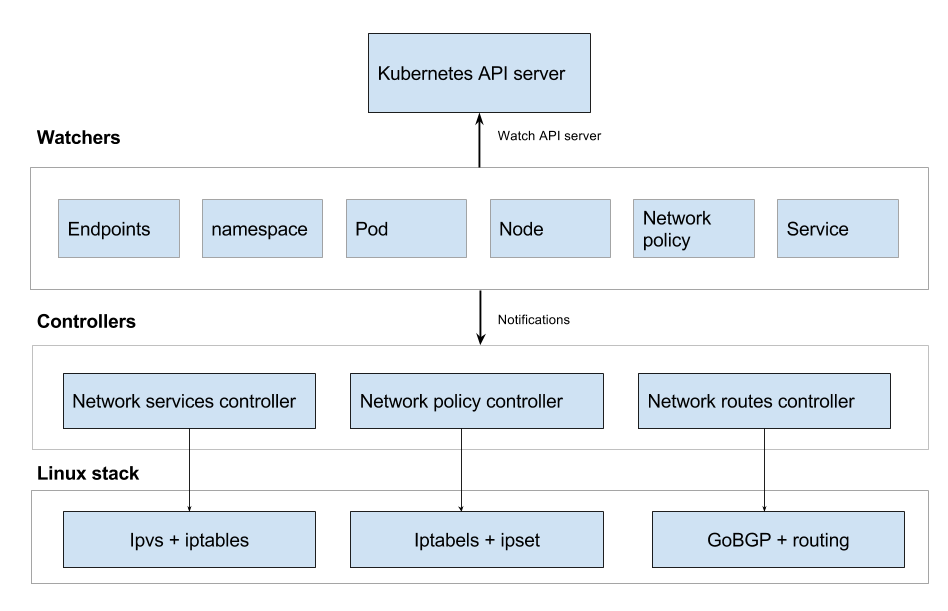 Kubernetes API server
Watchers
Watch API server
Endpoints
namespace
Pod
Node
Network
policy
Service
Controllers
Notifications
Network services controller
Network policy controller
Network routes controller
Linux stack
Ipvs + iptables
Iptabels + ipset
GoBGP + routing